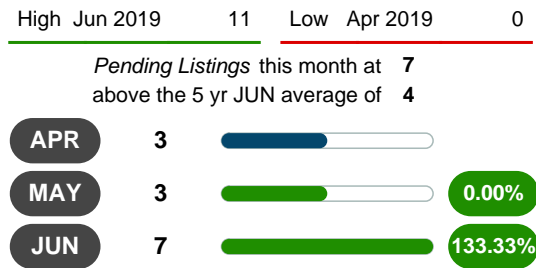 High Jun 2019 11 Low Apr 2019 0
Pending Listings this month at 7
above the 5 yr JUN average of 4
APR 3
MAY 3 0.00%
JUN 7 133.33%